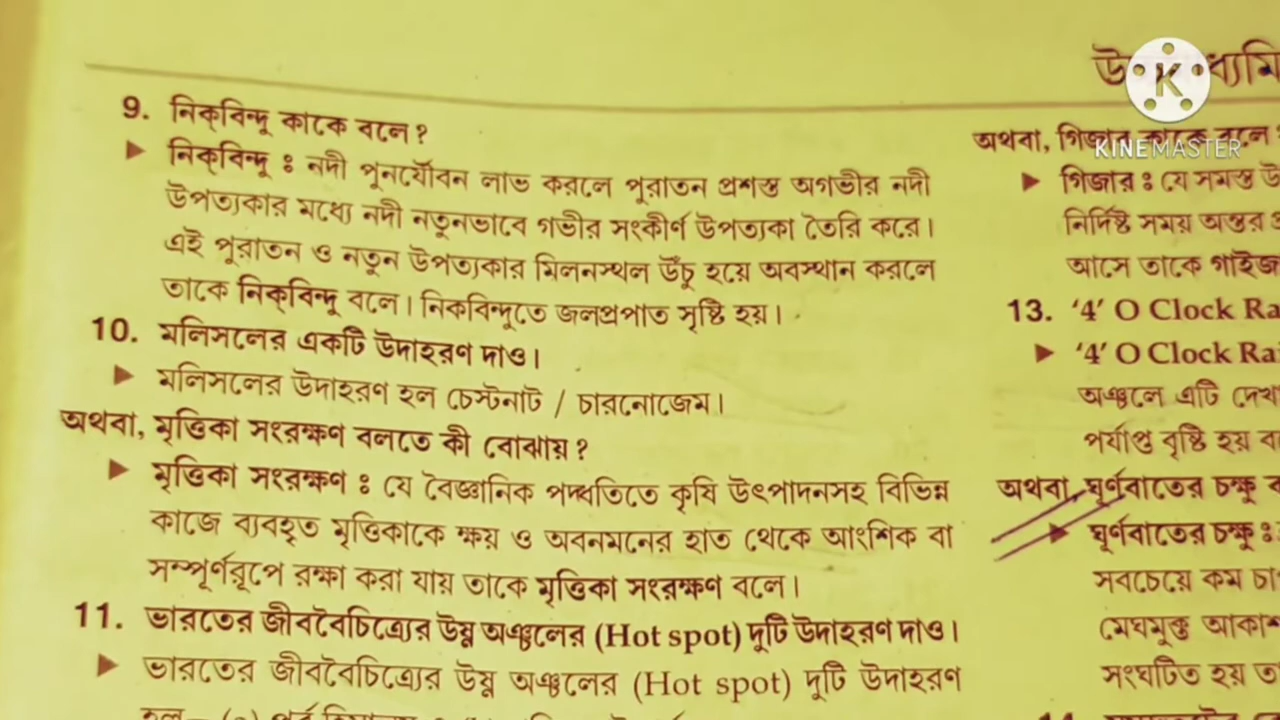 9. নিক্‌বিন্দু কাকে বলে?
▶ নিক্‌বিন্দু ঃ নদী পুনর্যৌবন লাভ করলে পুরাতন প্রশস্ত অগভীর নদী
উপত্যকার মধ্যে নদী নতুনভাবে গভীর সংকীর্ণ উপত্যকা তৈরি করে।
এই পুরাতন ও নতুন উপত্যকার মিলনস্থল উঁচু হয়ে অবস্থান করলে
তাকে নিক্‌বিন্দু বলে। নিকবিন্দুতে জলপ্রপাত সৃষ্টি হয়।
10. মলিসলের একটি উদাহরণ দাও।
▶ মলিসলের উদাহরণ হল চেস্টনাট / চারনোজেম।
অথবা, মৃত্তিকা সংরক্ষণ বলতে কী বোঝায়?
▶ মৃত্তিকা সংরক্ষণ ঃ যে বৈজ্ঞানিক পদ্ধতিতে কৃষি উৎপাদনসহ বিভিন্ন
কাজে ব্যবহৃত মৃত্তিকাকে ক্ষয় ও অবনমনের হাত থেকে আংশিক বা
সম্পূর্ণরূপে রক্ষা করা যায় তাকে মৃত্তিকা সংরক্ষণ বলে।
11. ভারতের জীববৈচিত্র্যের উষ্ণ অঞ্চলের (Hot spot) দুটি উদাহরণ দাও।
▶ ভারতের জীববৈচিত্র্যের উষ্ণ অঞ্চলের (Hot spot) দুটি উদাহরণ
হল—
K
KINEMASTER
অথবা, গিজার কাকে বলে
▶ গিজার ঃ যে সমস্ত উ
নির্দিষ্ট সময় অন্তর
আসে তাকে গাইজ
13. '4' O Clock Ra
▶ '4' O Clock Ra
অঞ্চলে এটি দেখ
পর্যাপ্ত বৃষ্টি হয় ব
অথবা, ঘূর্ণবাতের চক্ষু
▶ ঘূর্ণবাতের চক্ষু ঃ
সবচেয়ে কম চা
মেঘমুক্ত আকাশ
সংঘটিত হয় ত